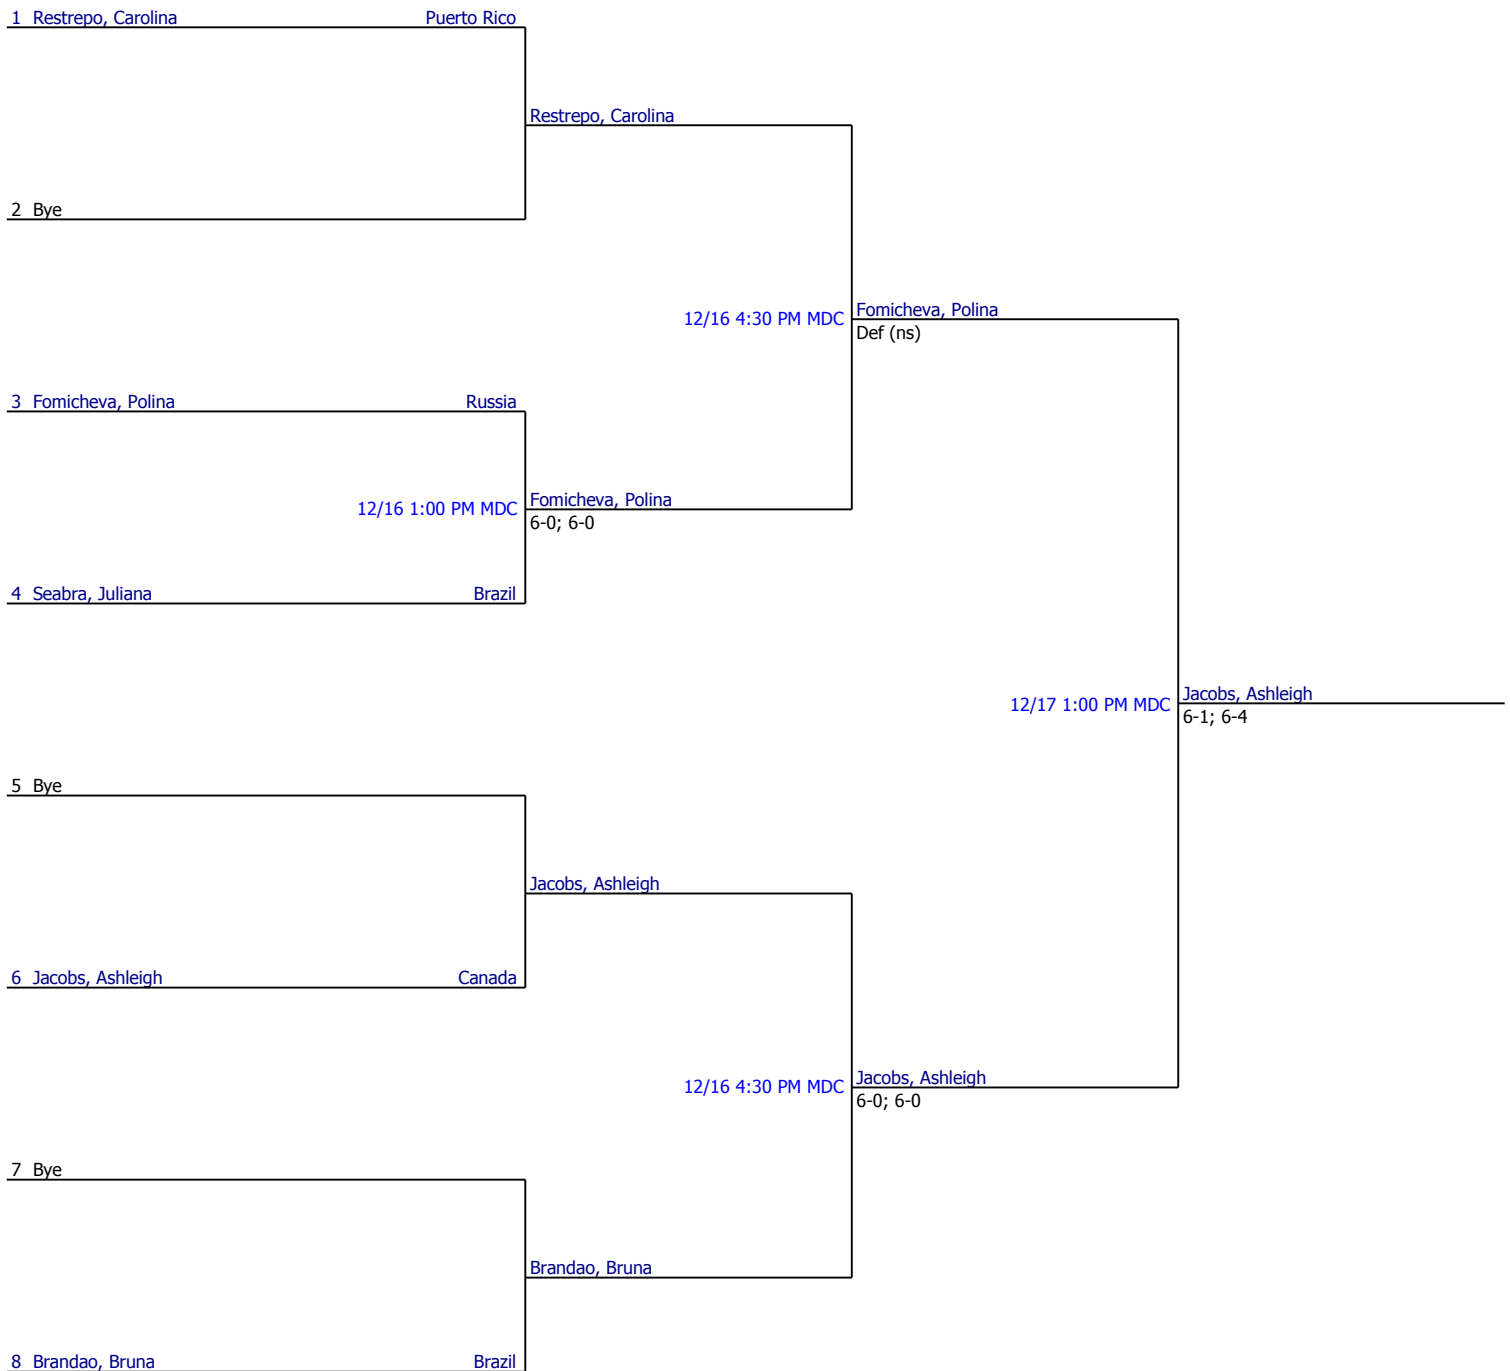 1 Restrepo, Carolina Puerto Rico
Restrepo, Carolina
2 Bye
Fomicheva, Polina
12/16 4:30 PM MDC
Def (ns)
3 Fomicheva, Polina Russia
Fomicheva, Polina
12/16 1:00 PM MDC
6-0; 6-0
4 Seabra, Juliana Brazil
Jacobs, Ashleigh
12/17 1:00 PM MDC
6-1; 6-4
5 Bye
Jacobs, Ashleigh
6 Jacobs, Ashleigh Canada
Jacobs, Ashleigh
12/16 4:30 PM MDC
6-0; 6-0
7 Bye
Brandao, Bruna
8 Brandao, Bruna Brazil